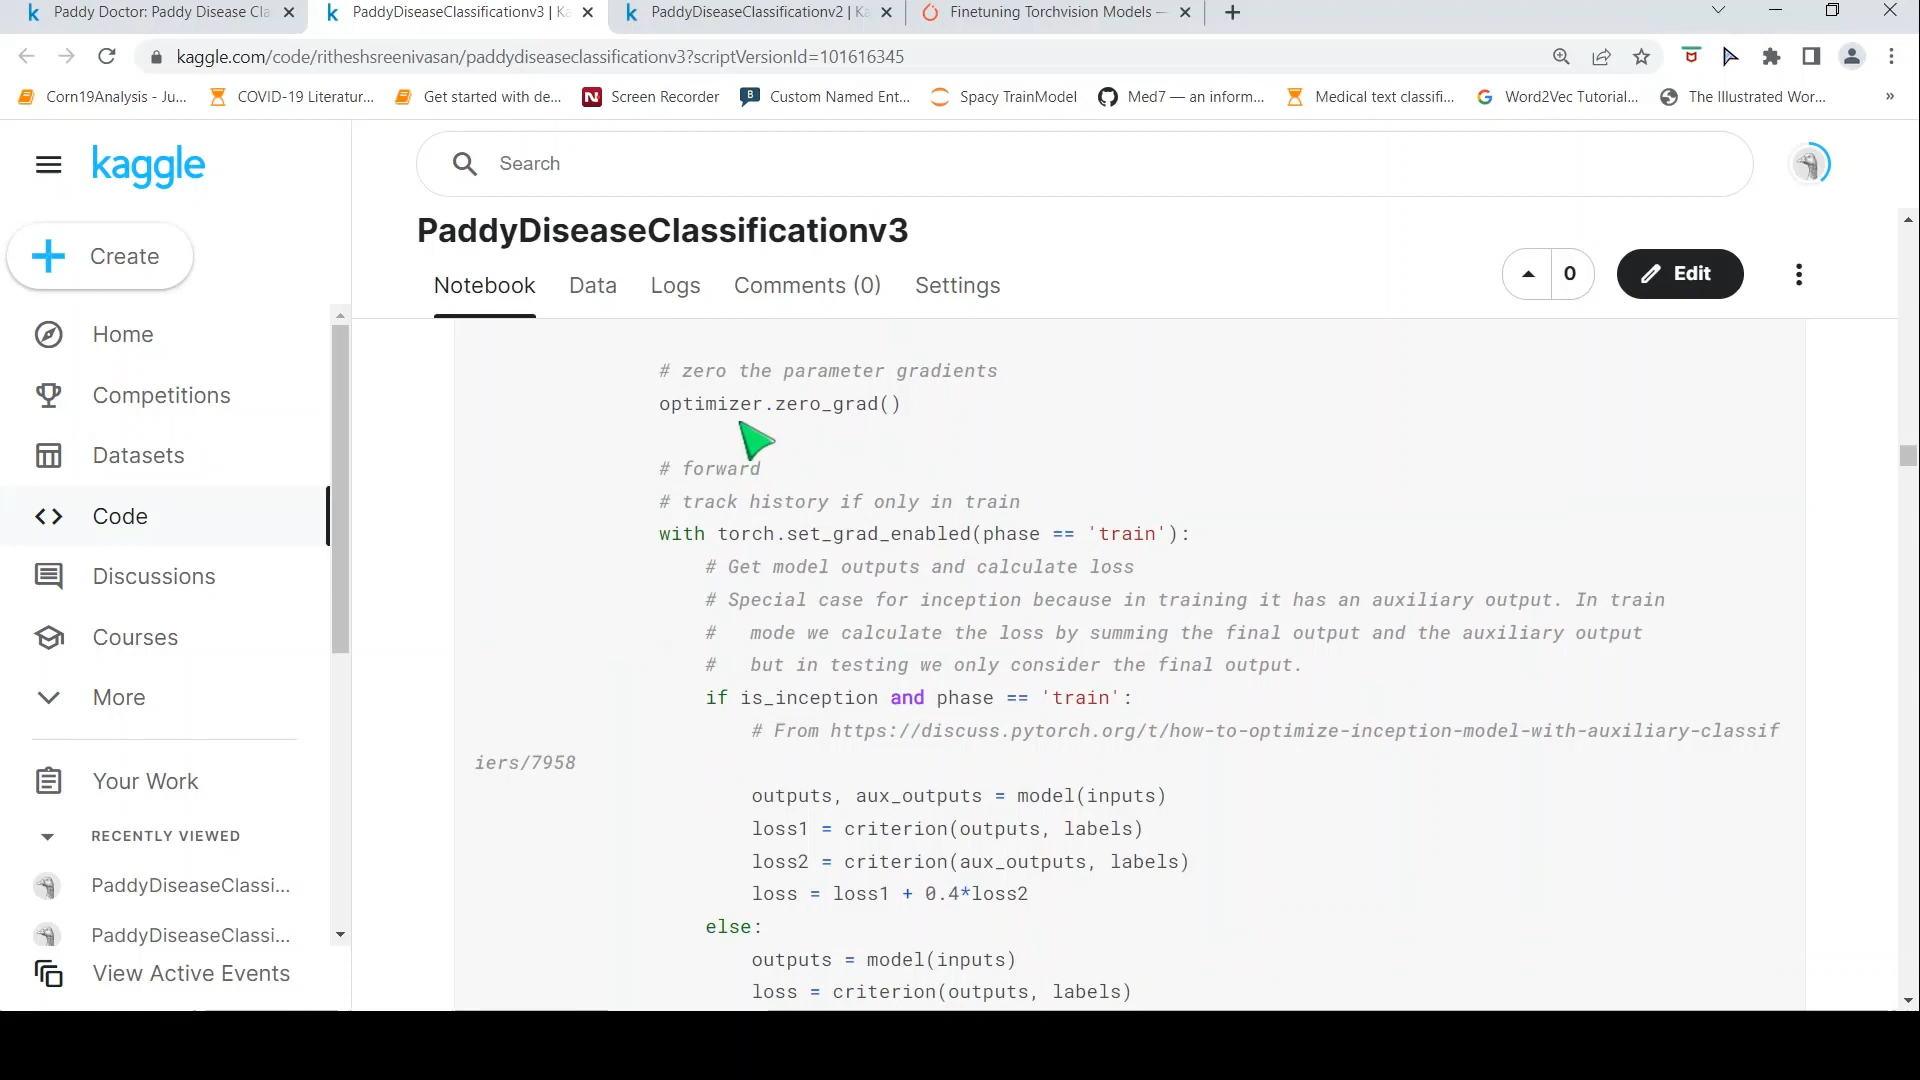 Paddy Doctor: Paddy Disease Cla
PaddyDiseaseClassificationv3 | Ka
PaddyDiseaseClassificationv2 | Ka
Finetuning Torchvision Models —
kaggle.com/code/ritheshsreenivasan/paddydiseaseclassificationv3?scriptVersionId=101616345
Corn19Analysis - Ju...
COVID-19 Literatur...
Get started with de...
Screen Recorder
Custom Named Ent...
Spacy TrainModel
Med7 — an inform...
Medical text classifi...
Word2Vec Tutorial...
The Illustrated Wor...
»
kaggle
Search
Create
Home
Competitions
Datasets
Code
Discussions
Courses
More
Your Work
RECENTLY VIEWED
PaddyDiseaseClassi...
PaddyDiseaseClassi...
View Active Events
PaddyDiseaseClassificationv3
Notebook Data Logs Comments (0) Settings
0
Edit
# zero the parameter gradients
optimizer.zero_grad()
# forward
# track history if only in train
with torch.set_grad_enabled(phase == 'train'):
# Get model outputs and calculate loss
# Special case for inception because in training it has an auxiliary output. In train
#   mode we calculate the loss by summing the final output and the auxiliary output
#   but in testing we only consider the final output.
if is_inception and phase == 'train':
# From https://discuss.pytorch.org/t/how-to-optimize-inception-model-with-auxiliary-classif
iers/7958
outputs, aux_outputs = model(inputs)
loss1 = criterion(outputs, labels)
loss2 = criterion(aux_outputs, labels)
loss = loss1 + 0.4*loss2
else:
outputs = model(inputs)
loss = criterion(outputs, labels)